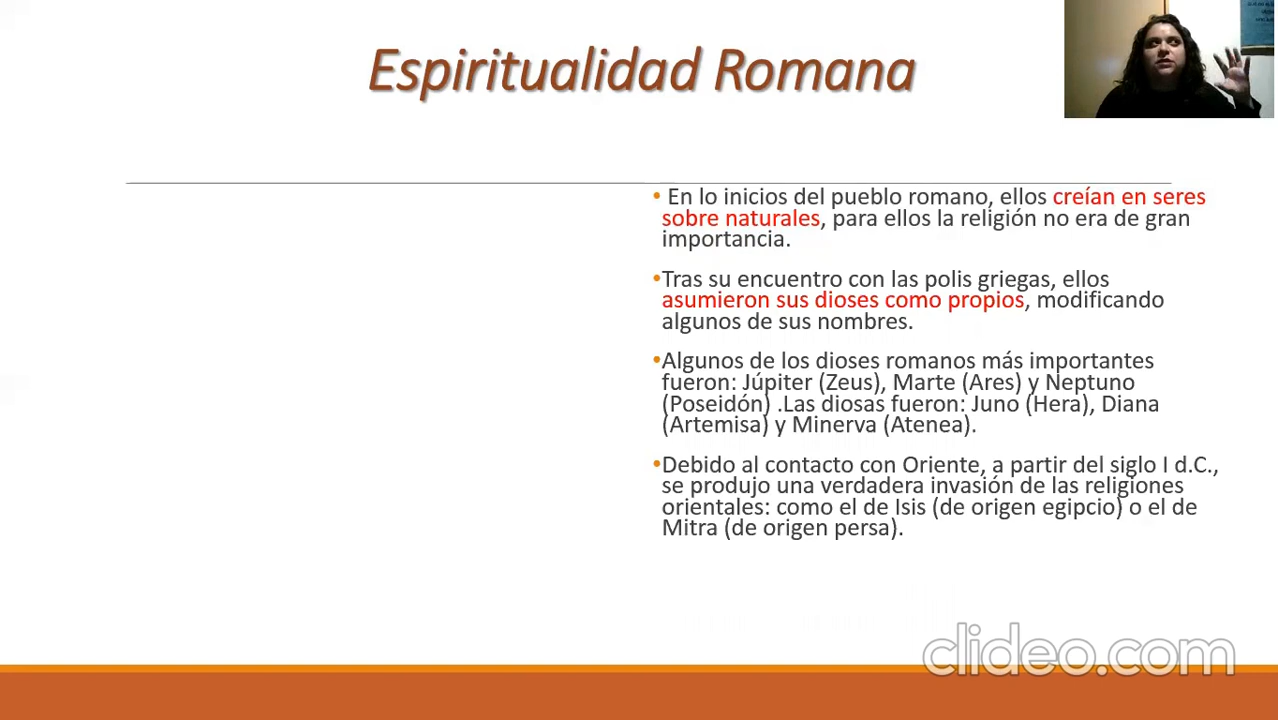 Espiritualidad Romana
• En lo inicios del pueblo romano, ellos creían en seres
sobre naturales, para ellos la religión no era de gran
importancia.
•Tras su encuentro con las polis griegas, ellos
asumieron sus dioses como propios, modificando
algunos de sus nombres.
•Algunos de los dioses romanos más importantes
fueron: Júpiter (Zeus), Marte (Ares) y Neptuno
(Poseidón) .Las diosas fueron: Juno (Hera), Diana
(Artemisa) y Minerva (Atenea).
•Debido al contacto con Oriente, a partir del siglo I d.C.,
se produjo una verdadera invasión de las religiones
orientales: como el de Isis (de origen egipcio) o el de
Mitra (de origen persa).
clideo.com